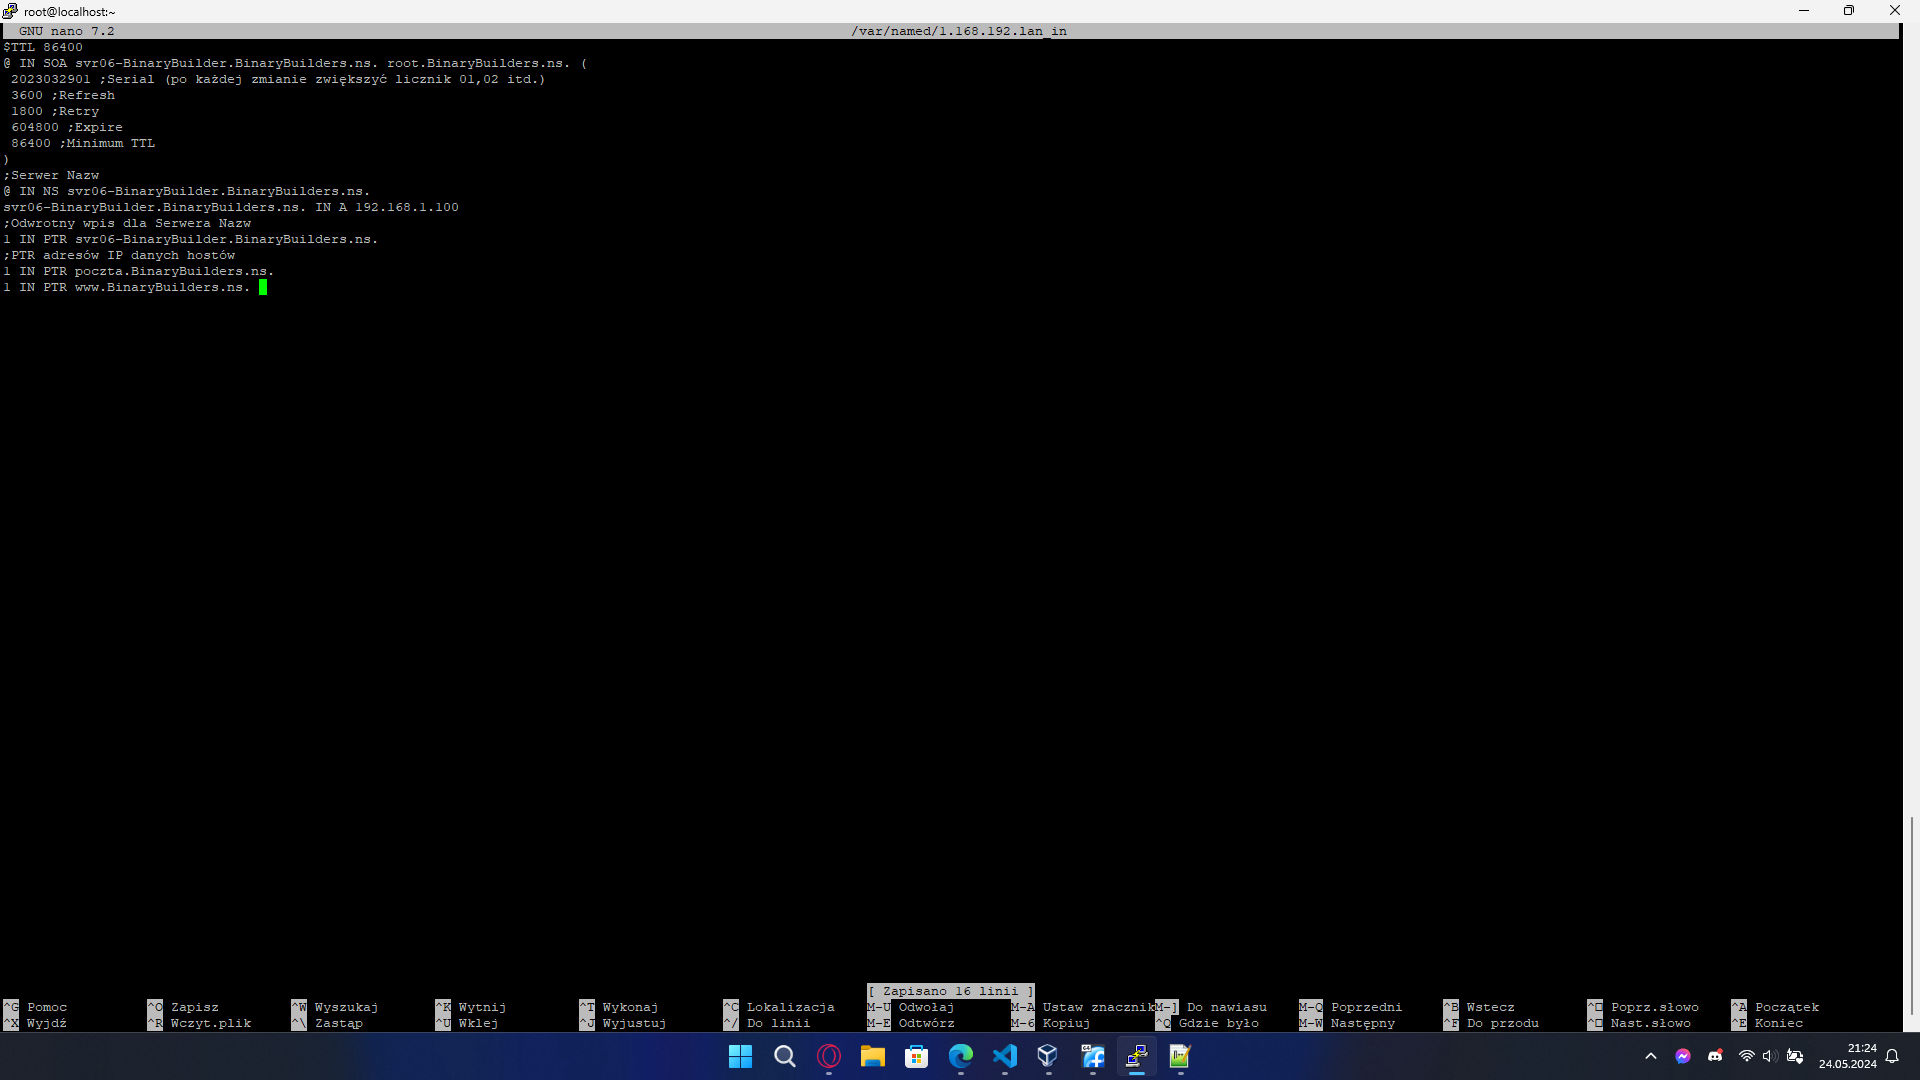 root@localhost:~
GNU nano 7.2 /var/named/1.168.192.lan_in
$TTL 86400
@ IN SOA svr06-BinaryBuilder.BinaryBuilders.ns. root.BinaryBuilders.ns. (
2023032901 ;Serial (po każdej zmianie zwiększyć licznik 01,02 itd.)
3600 ;Refresh
1800 ;Retry
604800 ;Expire
86400 ;Minimum TTL
)
;Serwer Nazw
@ IN NS svr06-BinaryBuilder.BinaryBuilders.ns.
svr06-BinaryBuilder.BinaryBuilders.ns. IN A 192.168.1.100
;Odwrotny wpis dla Serwera Nazw
1 IN PTR svr06-BinaryBuilder.BinaryBuilders.ns.
;PTR adresów IP danych hostów
1 IN PTR poczta.BinaryBuilders.ns.
1 IN PTR www.BinaryBuilders.ns.
[ Zapisano 16 linii ]
^G Pomoc ^O Zapisz ^W Wyszukaj ^K Wytnij ^T Wykonaj ^C Lokalizacja M-U Odwołaj M-A Ustaw znacznik M-] Do nawiasu M-Q Poprzedni ^B Wstecz ^□ Poprz.słowo ^A Początek
^X Wyjdź ^R Wczyt.plik ^\ Zastąp ^U Wklej ^J Wyjustuj ^/ Do linii M-E Odtwórz M-6 Kopiuj ^Q Gdzie było M-W Następny ^F Do przodu ^□ Nast.słowo ^E Koniec
21:24
24.05.2024